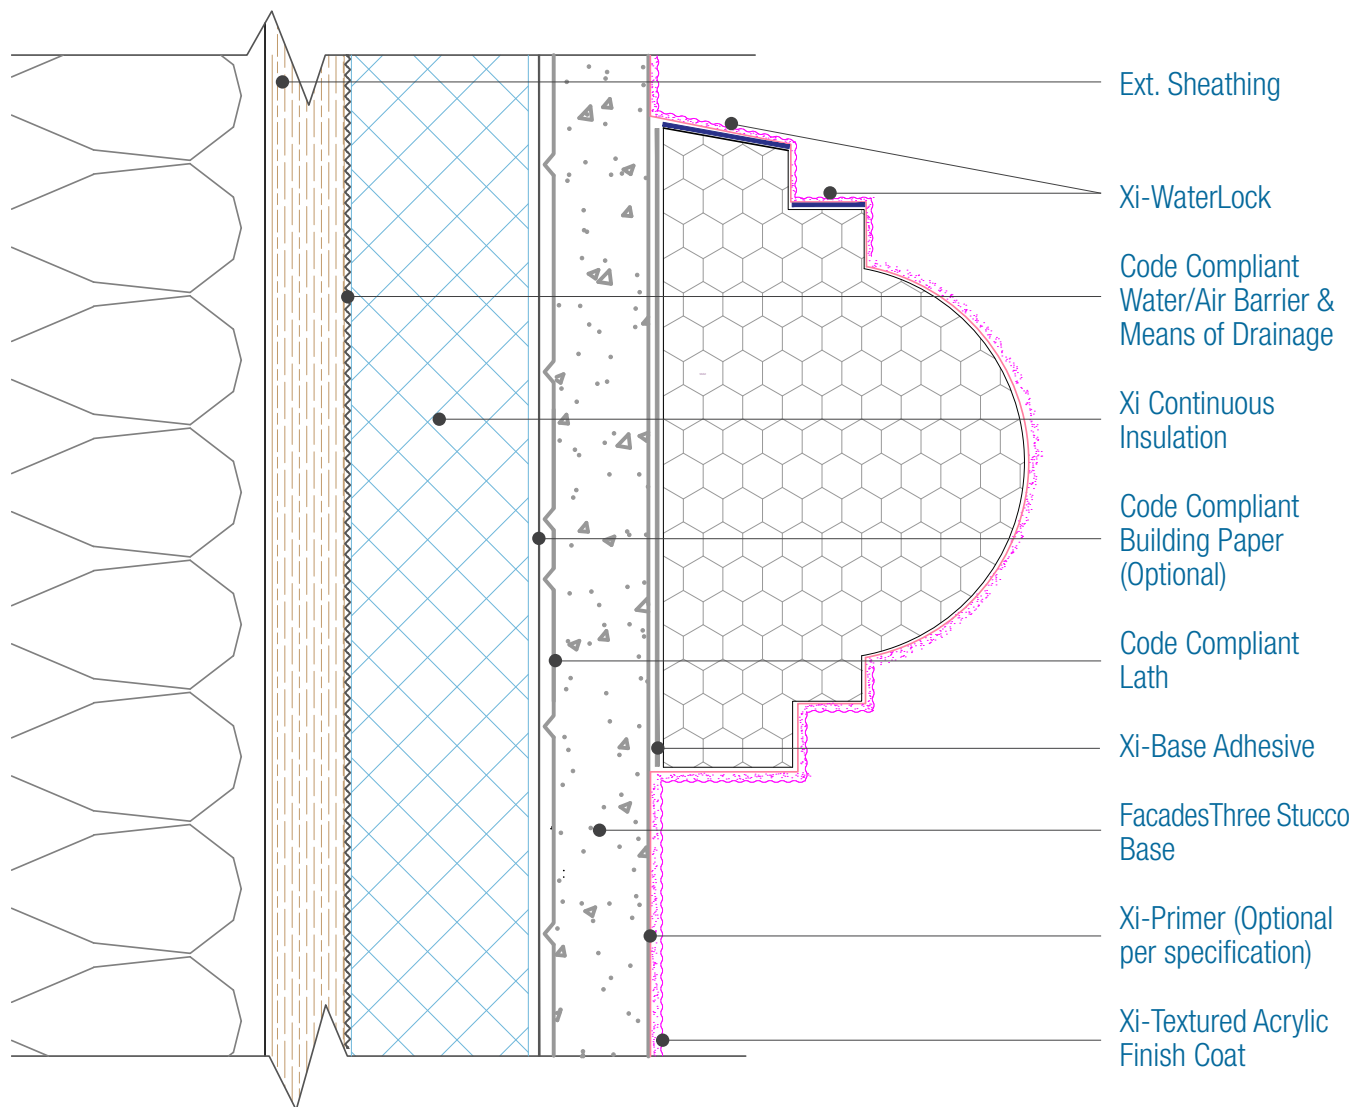 Ext. Sheathing
Xi-WaterLock
Code Compliant
Water/Air Barrier &
Means of Drainage
Xi Continuous
Insulation
Code Compliant
Building Paper
(Optional)
Code Compliant
Lath
Xi-Base Adhesive
FacadesThree Stucco
Base
Xi-Primer (Optional
per specification)
Xi-Textured Acrylic
Finish Coat